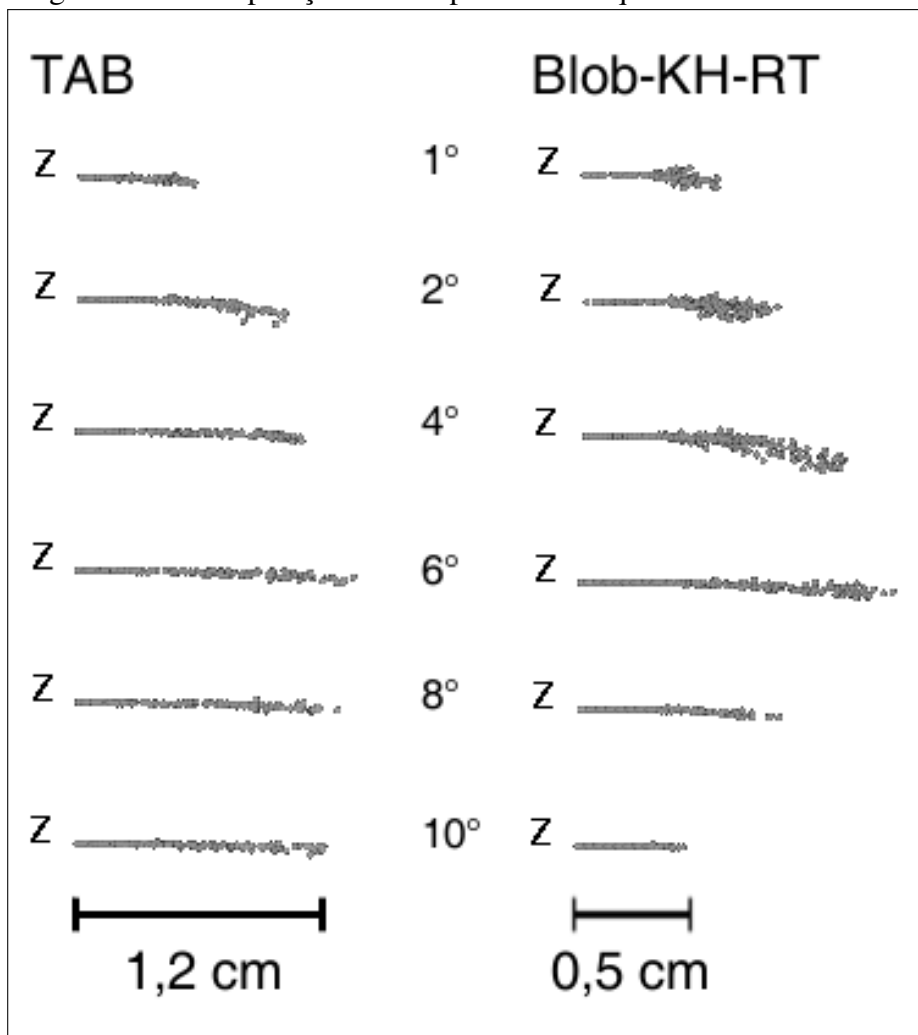 TAB Blob-KH-RT
Z 1° Z
Z 2° Z
Z 4° Z
Z 6° Z
Z 8° Z
Z 10° Z
1,2 cm 0,5 cm